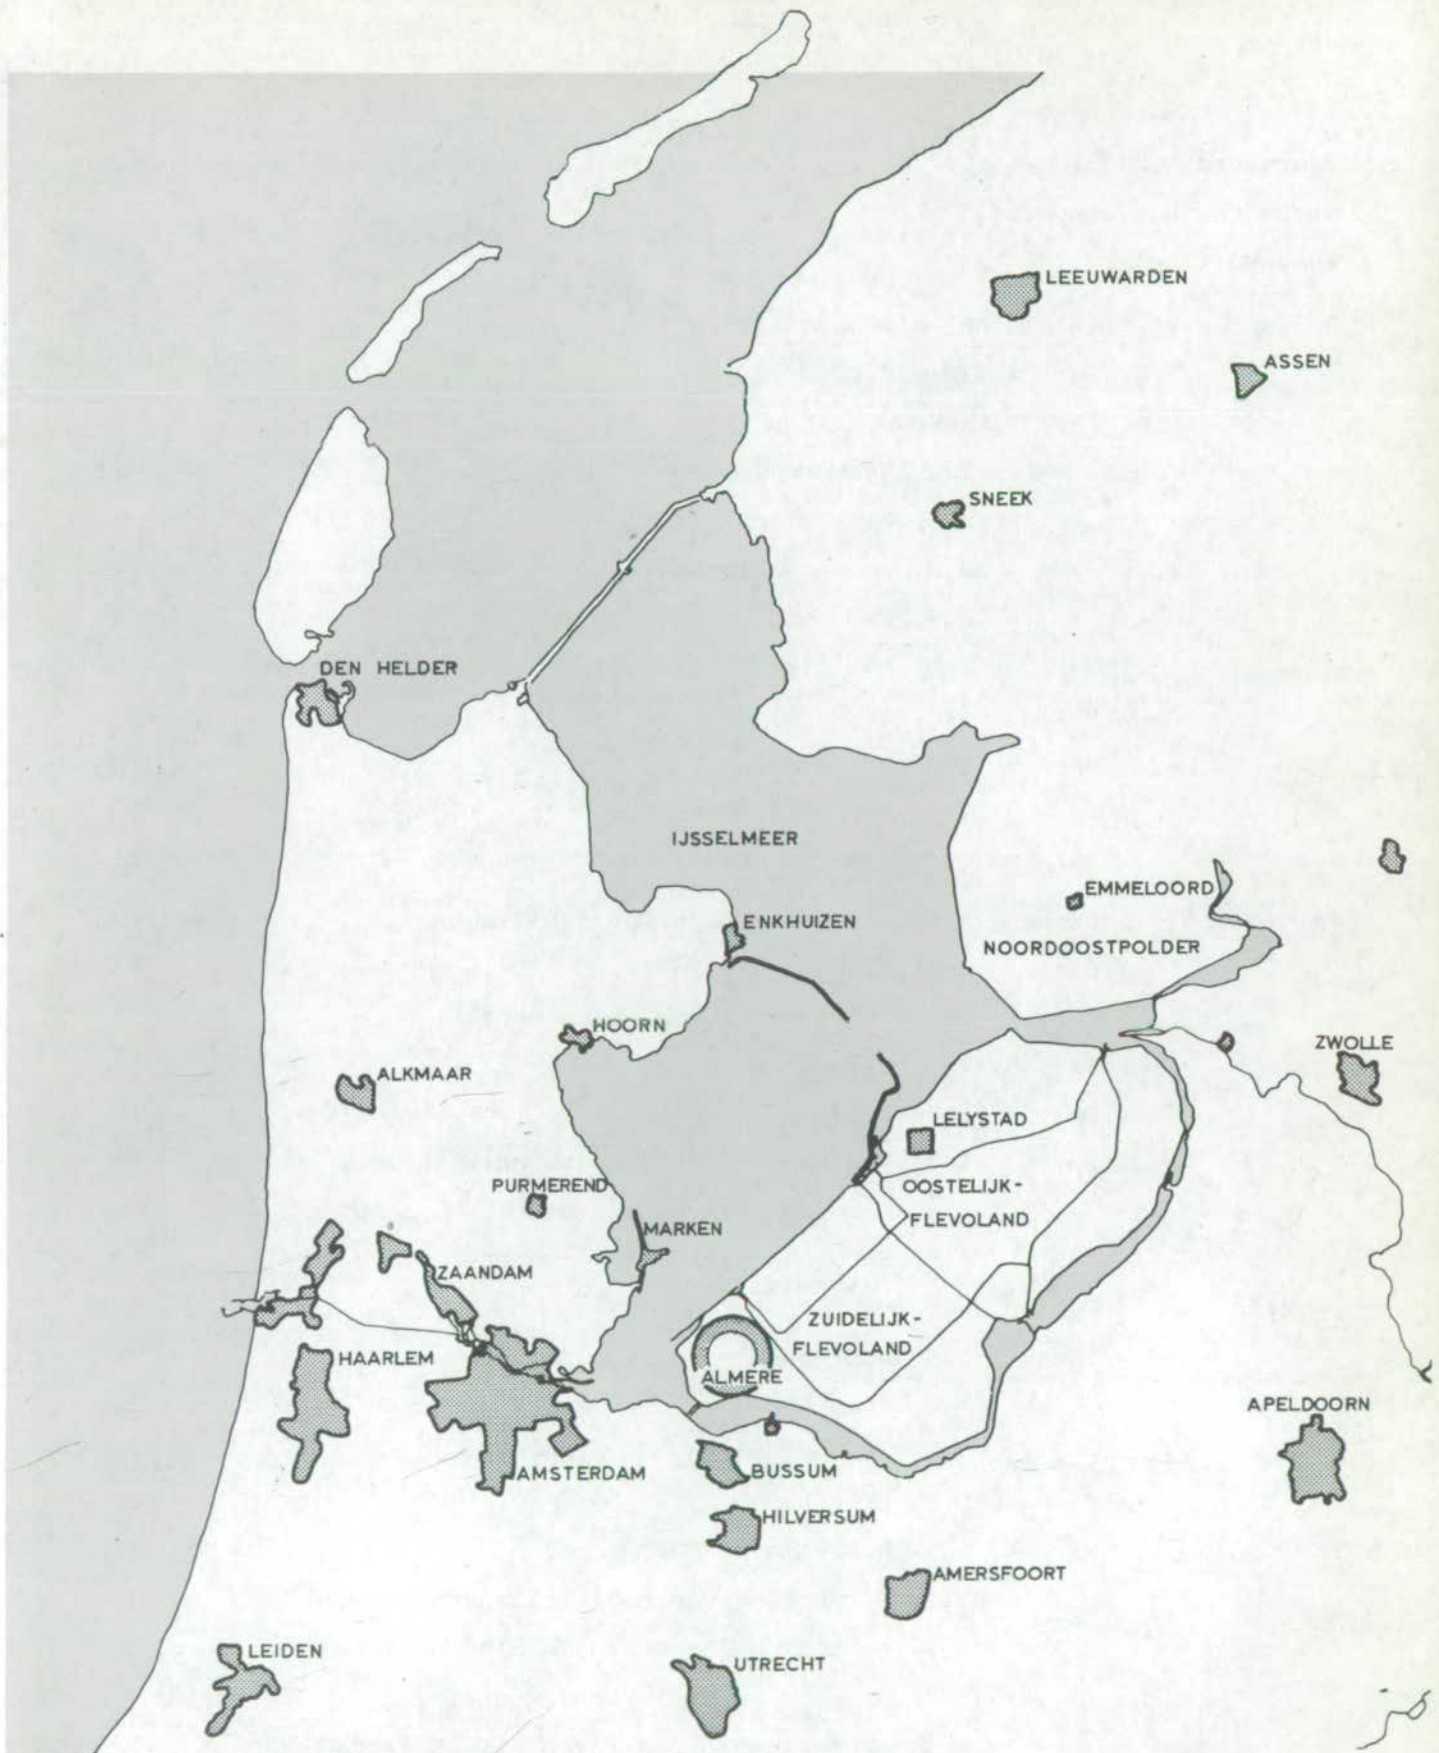 LEEUWARDEN
ASSEN
SNEEK
DEN HELDER
IJSSELMEER
EMMELOORD
ENKHUIZEN
NOORDOOSTPOLDER
HOORN
ZWOLLE
ALKMAAR
LELYSTAD
PURMEREND
OOSTELIJK-
FLEVOLAND
MARKEN
ZAANDAM
ZUIDELIJK-
FLEVOLAND
HAARLEM
ALMERE
APELDOORN
AMSTERDAM
BUSSUM
HILVERSUM
AMERSFOORT
LEIDEN
UTRECHT